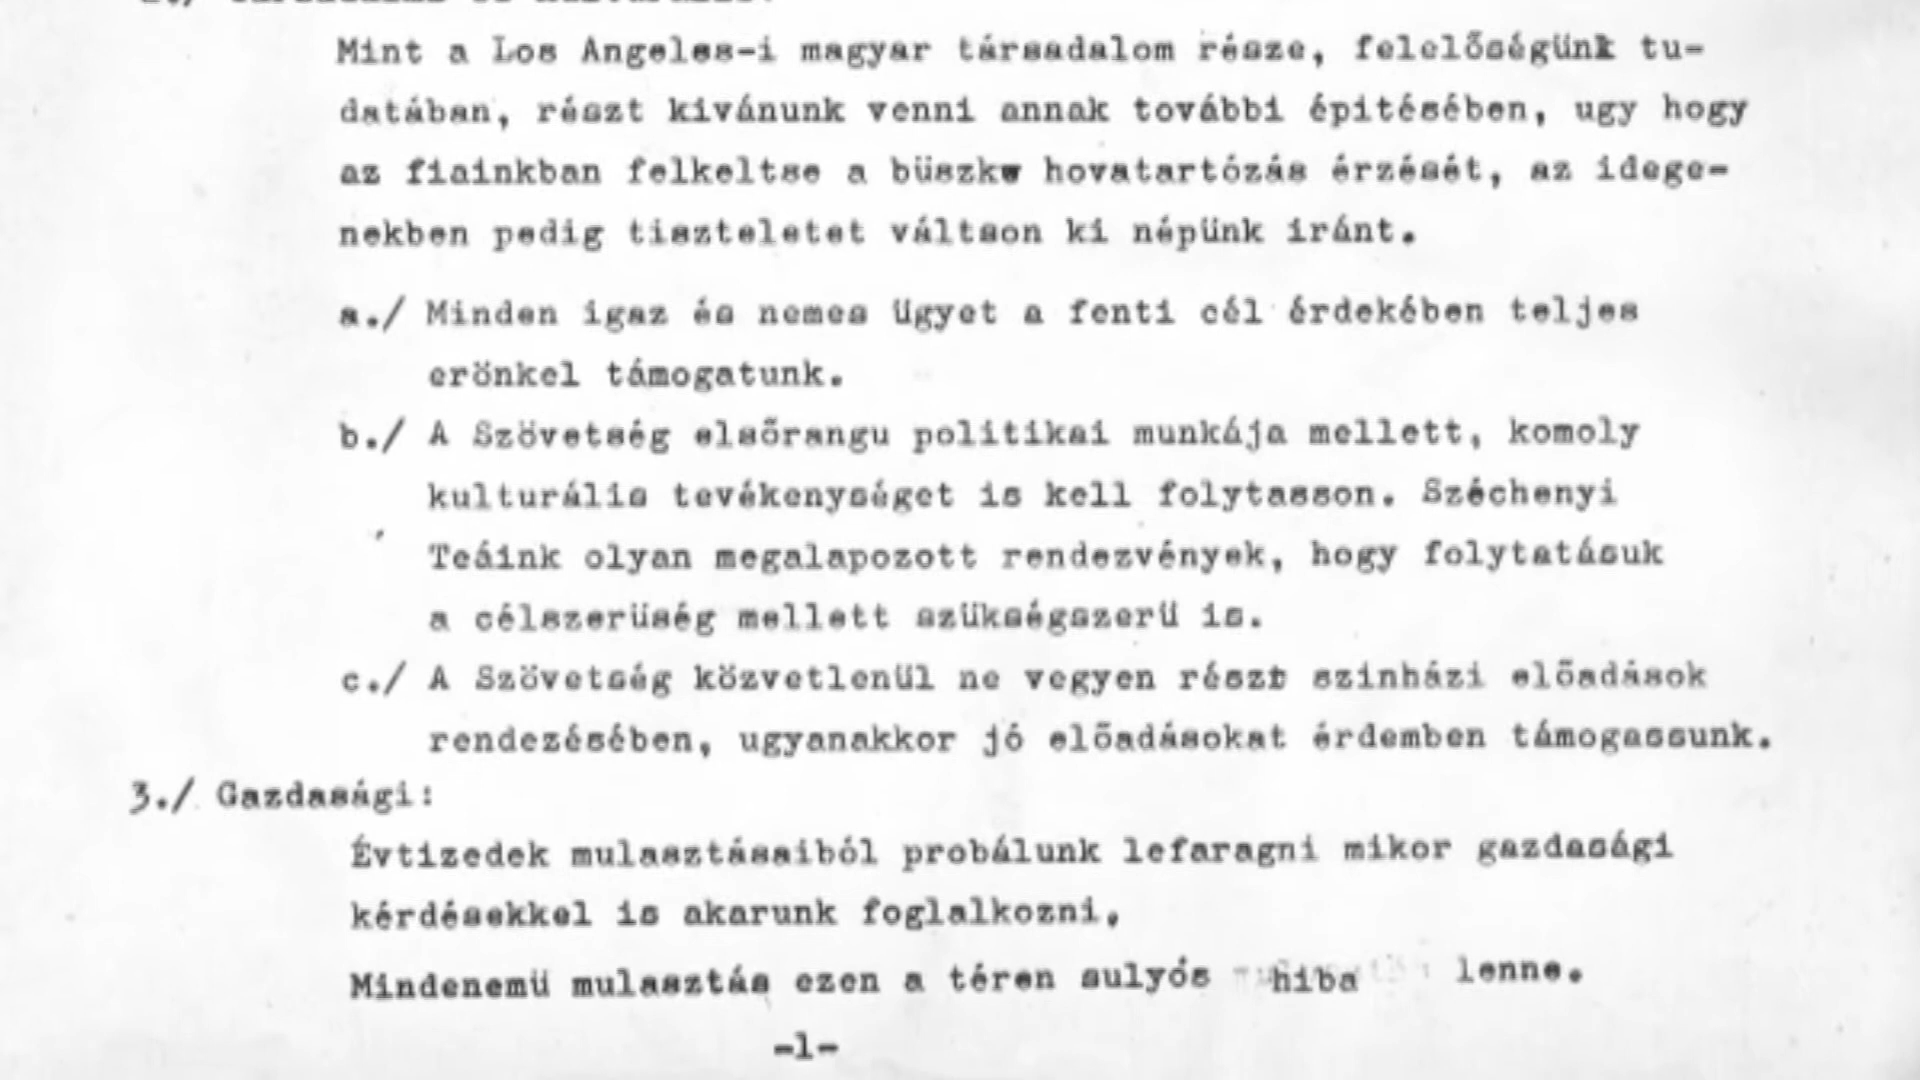 Mint a Los Angeles-i magyar társadalom része, felelőségünk tu-
datában, részt kivánunk venni annak további épitésében, ugy hogy
az fiainkban felkeltse a büszke hovatartózás érzését, az idege-
nekben pedig tiszteletet váltson ki népünk iránt.
a./ Minden igaz és nemes ügyet a fenti cél érdekében teljes
erönkel támogatunk.
b./ A Szövetség elsőrangu politikai munkája mellett, komoly
kulturális tevékenységet is kell folytasson. Széchenyi
Teáink olyan megalapozott rendezvények, hogy folytatásuk
a célszerüség mellett szükségszerü is.
c./ A Szövetség közvetlenül ne vegyen részt szinházi előadások
rendezésében, ugyanakkor jó előadásokat érdemben támogassunk.
3./ Gazdasági:
Évtizedek mulasztásaiból probálunk lefaragni mikor gazdasági
kérdésekkel is akarunk foglalkozni,
Mindenemü mulasztás ezen a téren sulyós hiba lenne.
-1-